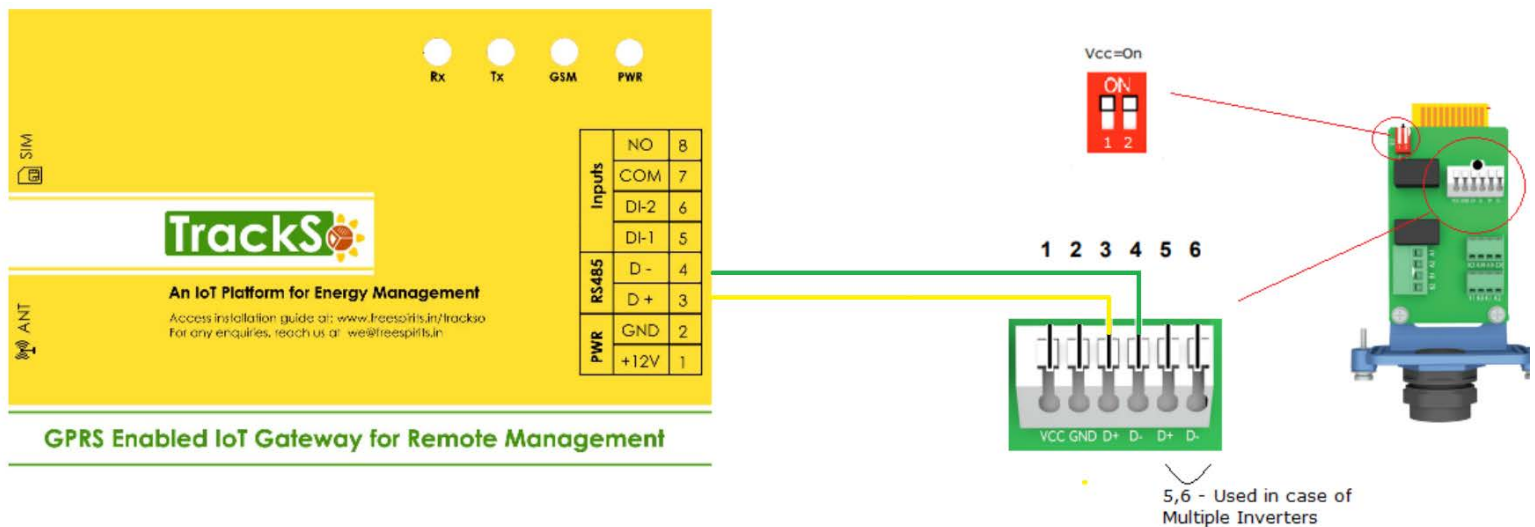 Rx Tx GSM PWR
SIM
TrackSo
An IoT Platform for Energy Management
Access installation guide at: www.freespirits.in/trackso
For any enquiries, reach us at we@freespirits.in
ANT
Inputs
NO 8
COM 7
DI-2 6
DI-1 5
RS485
D - 4
D + 3
PWR
GND 2
+12V 1
GPRS Enabled IoT Gateway for Remote Management
Vcc=On
ON
1 2
1 2 3 4 5 6
VCC GND D+ D- D+ D-
5,6 - Used in case of
Multiple Inverters